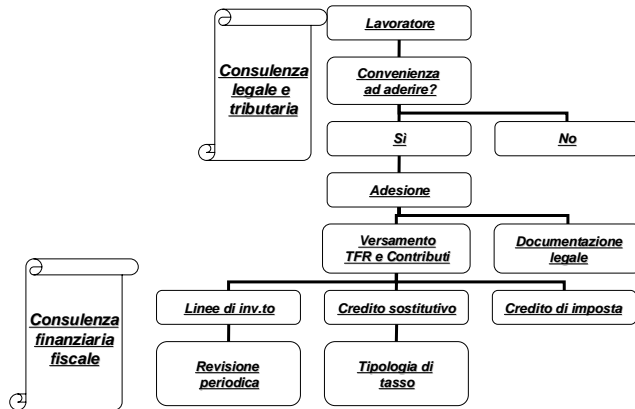 Lavoratore
Consulenza
legale e
tributaria
Convenienza
ad aderire?
Sì
No
Adesione
Versamento
TFR e Contributi
Documentazione
legale
Consulenza
finanziaria
fiscale
Linee di inv.to
Credito sostitutivo
Credito di imposta
Revisione
periodica
Tipologia di
tasso